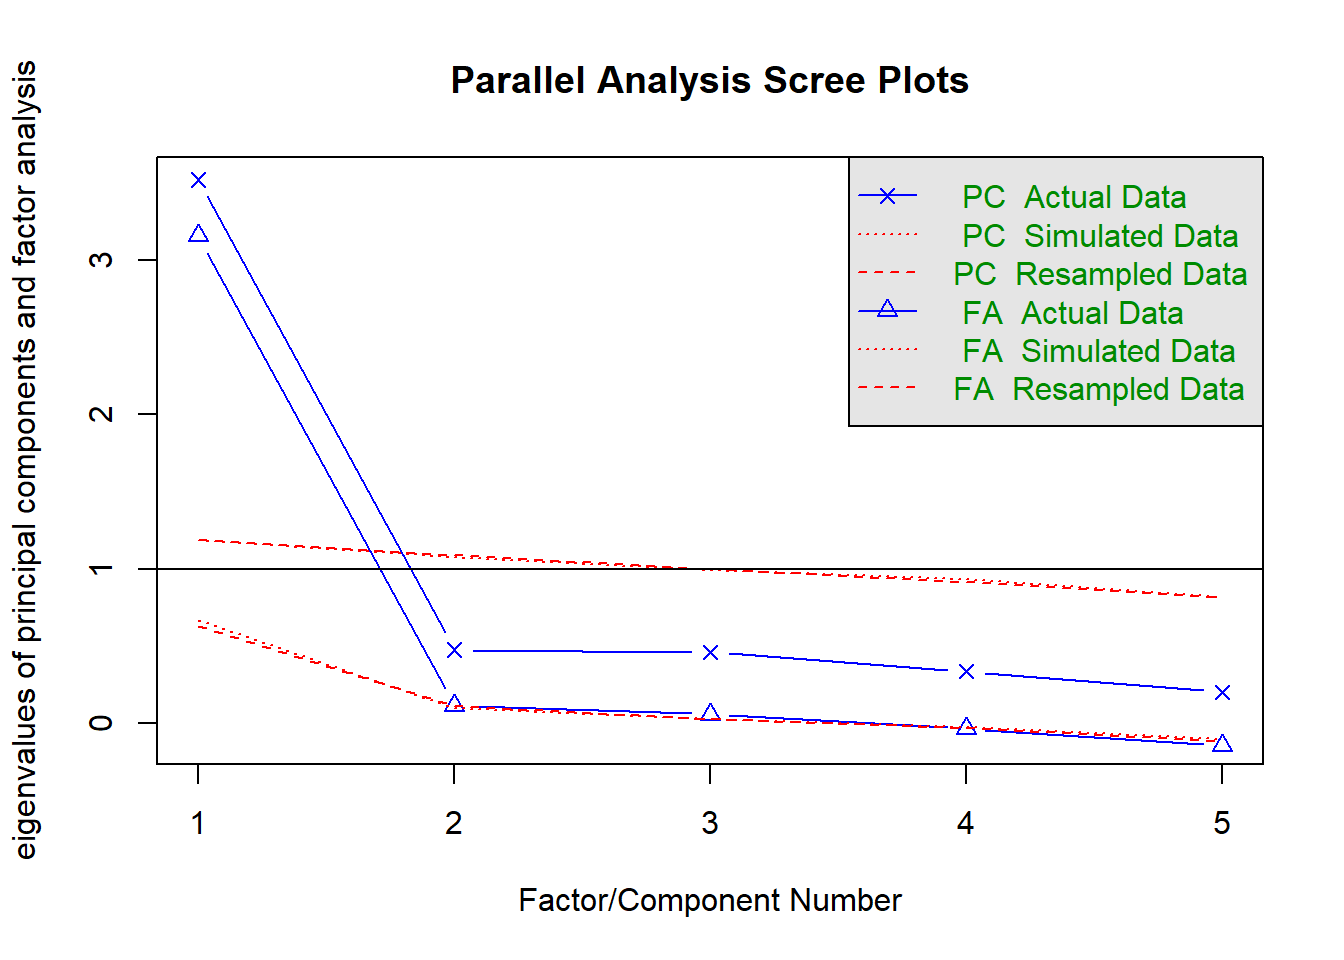 Parallel Analysis Scree Plots
eigenvalues of principal components and factor analysis
3
2
1
0
PC Actual Data
PC Simulated Data
PC Resampled Data
FA Actual Data
FA Simulated Data
FA Resampled Data
1 2 3 4 5
Factor/Component Number